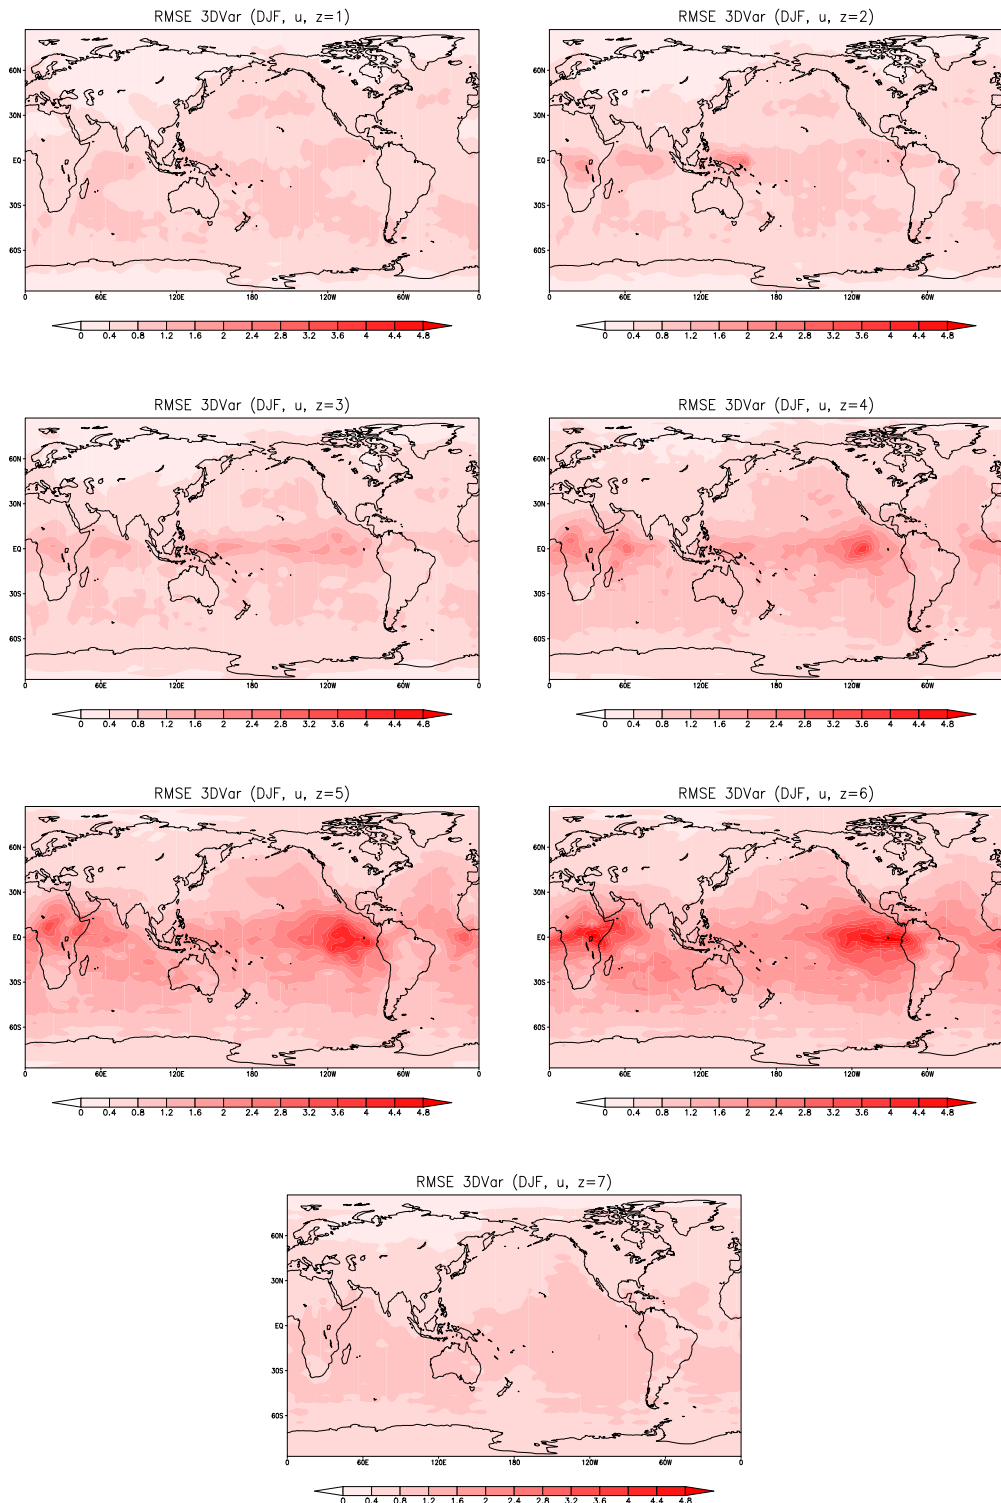 RMSE 3DVar (DJF, u, z=1)
RMSE 3DVar (DJF, u, z=2)
60N
30N
EQ
30S
60S
0 60E 120E 180 120W 60W 0
0 0.4 0.8 1.2 1.6 2 2.4 2.8 3.2 3.6 4 4.4 4.8
60N
30N
EQ
30S
60S
0 60E 120E 180 120W 60W
0 0.4 0.8 1.2 1.6 2 2.4 2.8 3.2 3.6 4 4.4 4.8
RMSE 3DVar (DJF, u, z=3)
RMSE 3DVar (DJF, u, z=4)
60N
30N
EQ
30S
60S
0 60E 120E 180 120W 60W 0
0 0.4 0.8 1.2 1.6 2 2.4 2.8 3.2 3.6 4 4.4 4.8
60N
30N
EQ
30S
60S
0 60E 120E 180 120W 60W
0 0.4 0.8 1.2 1.6 2 2.4 2.8 3.2 3.6 4 4.4 4.8
RMSE 3DVar (DJF, u, z=5)
RMSE 3DVar (DJF, u, z=6)
60N
30N
EQ
30S
60S
0 60E 120E 180 120W 60W 0
0 0.4 0.8 1.2 1.6 2 2.4 2.8 3.2 3.6 4 4.4 4.8
60N
30N
EQ
30S
60S
0 60E 120E 180 120W 60W
0 0.4 0.8 1.2 1.6 2 2.4 2.8 3.2 3.6 4 4.4 4.8
RMSE 3DVar (DJF, u, z=7)
60N
30N
EQ
30S
60S
0 60E 120E 180 120W 60W 0
0 0.4 0.8 1.2 1.6 2 2.4 2.8 3.2 3.6 4 4.4 4.8